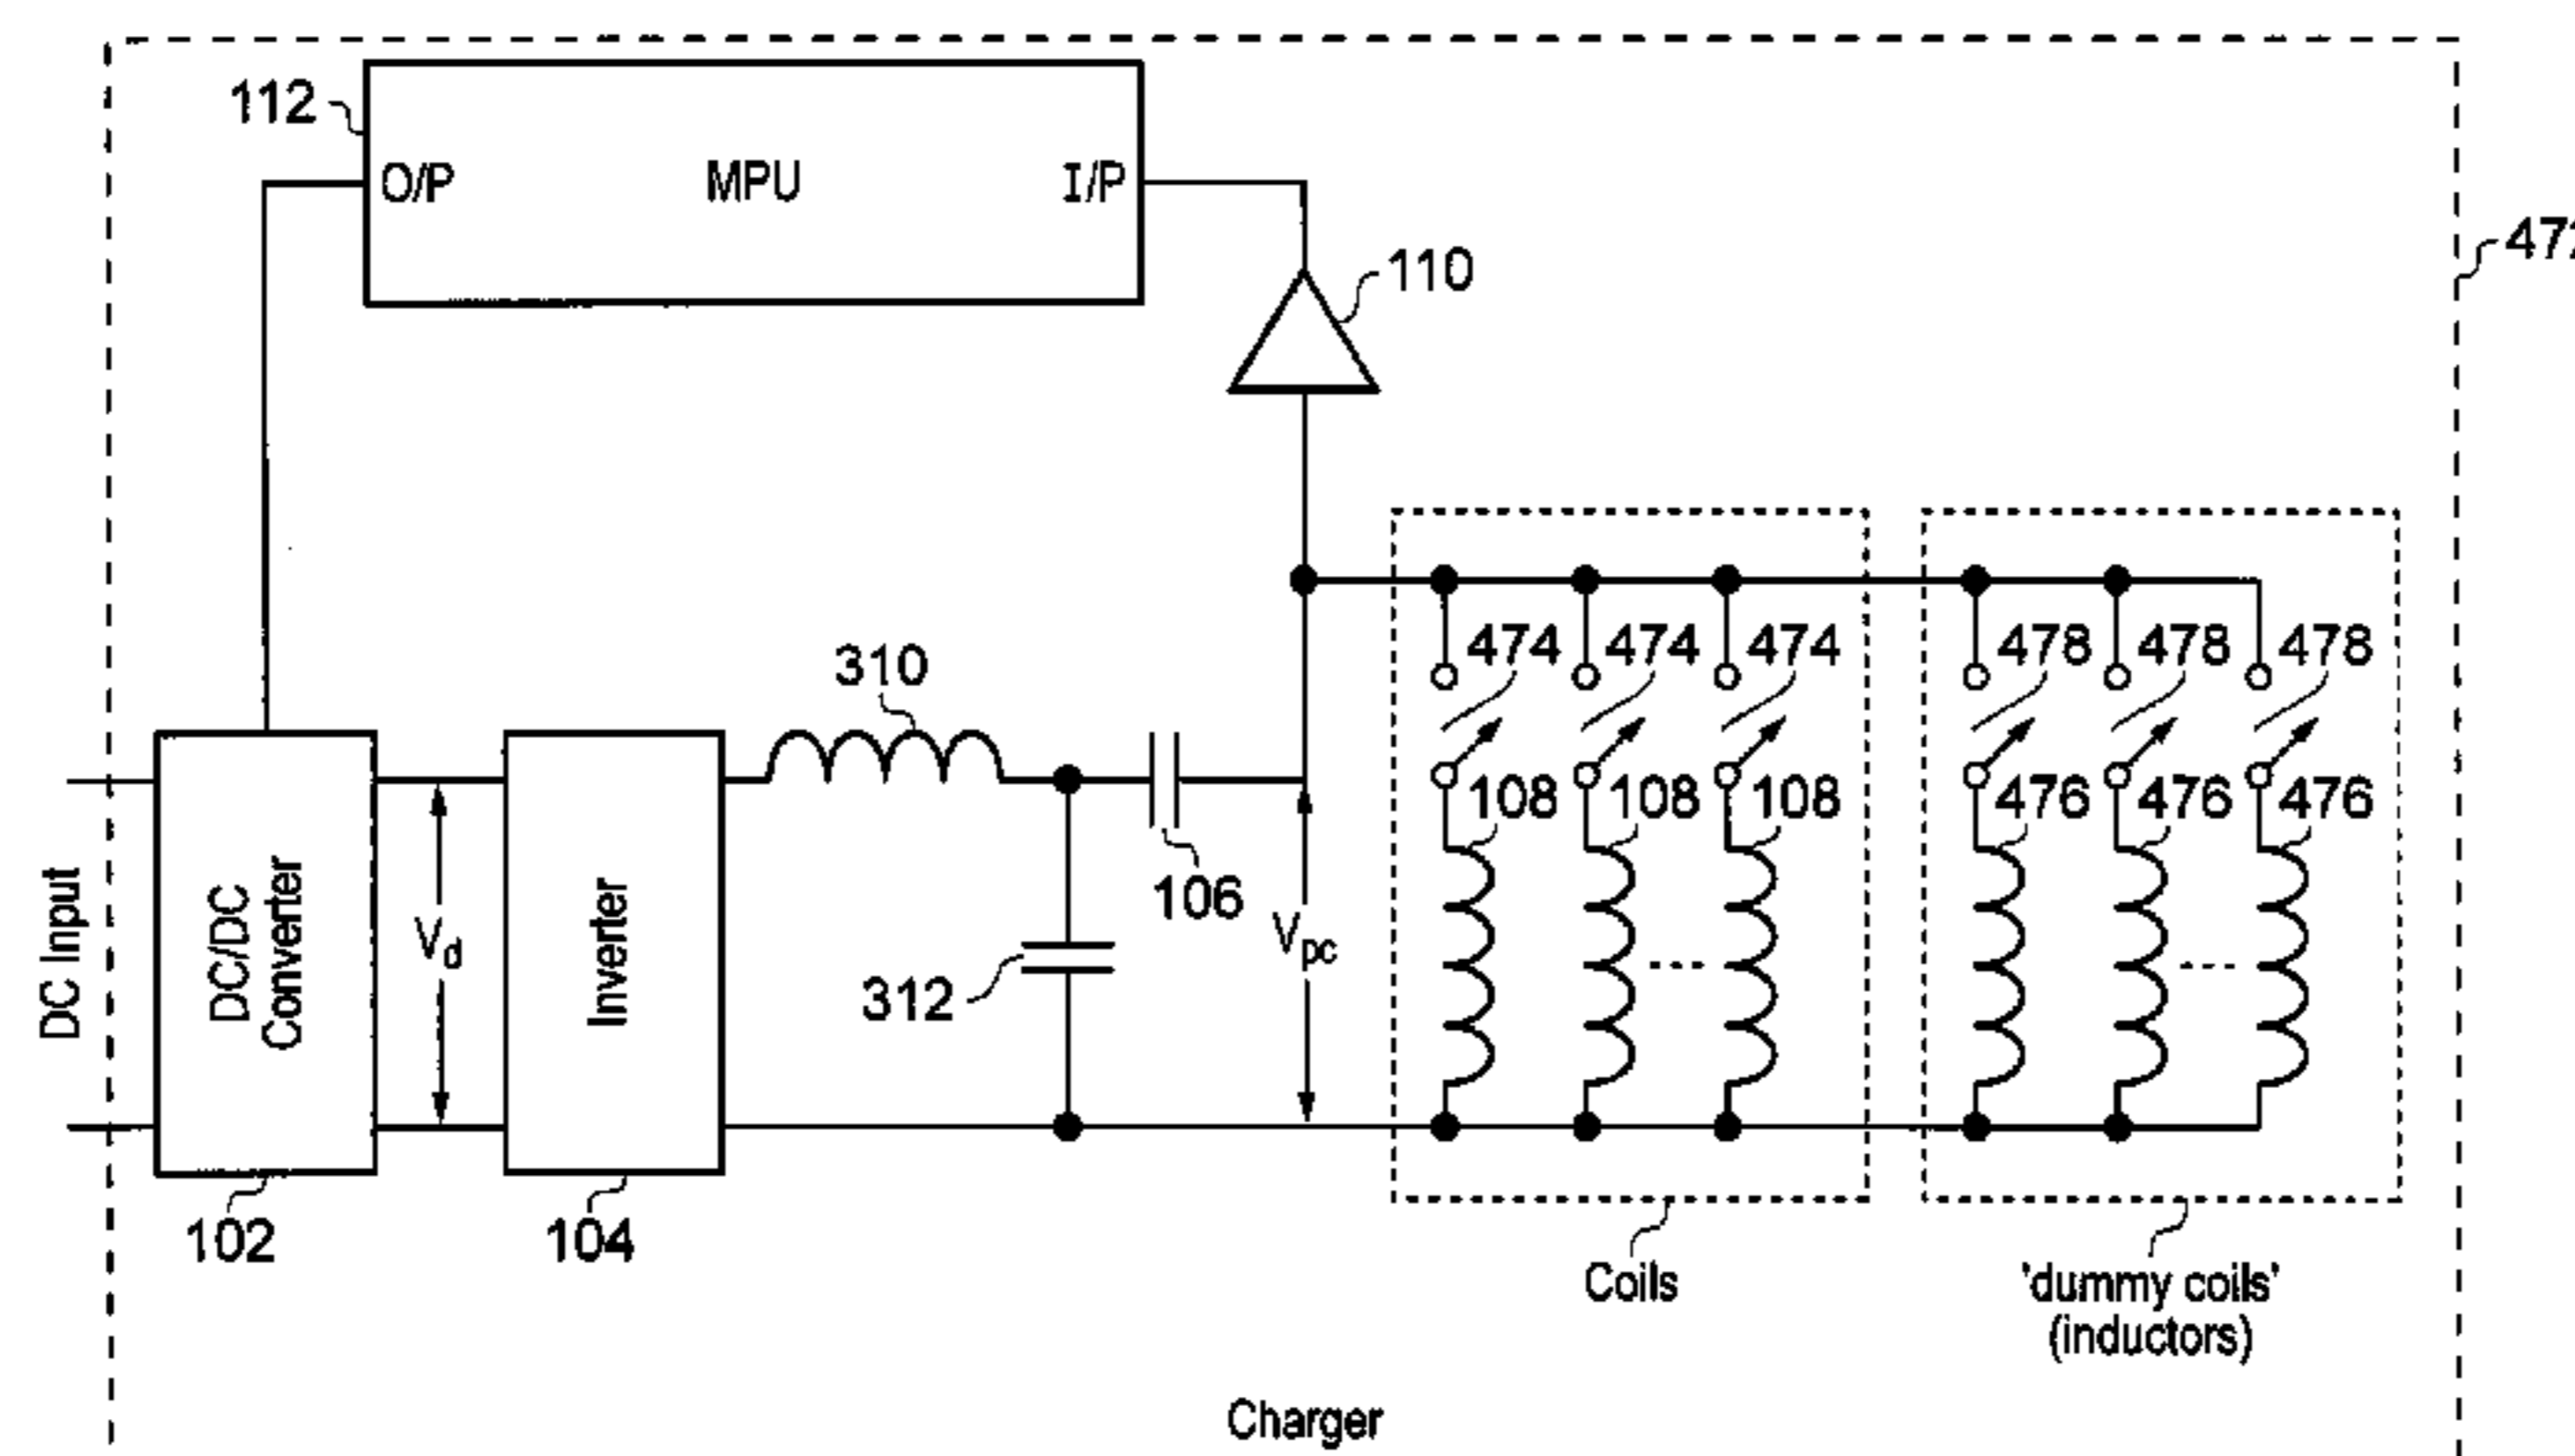 112
O/P MPU I/P
110
474 474 474
478 478 478
310
108 108 108
476 476 476
DC Input
DC/DC
Converter
Vd
Inverter
106
312
Vpc
102
104
Coils
'dummy coils'
(inductors)
Charger